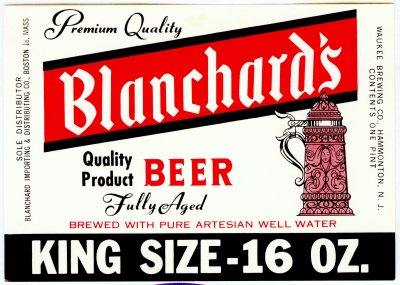 Premium Quality
Blanchard's
Quality
Product
BEER
Fully Aged
BREWED WITH PURE ARTESIAN WELL WATER
KING SIZE-16 OZ.
SOLE DISTRIBUTOR
BLANCHARD IMPORTING & DISTRIBUTING CO., BOSTON 18, MASS.
WAUKEE BREWING CO., HAMMONTON, N. J.
CONTENTS ONE PINT